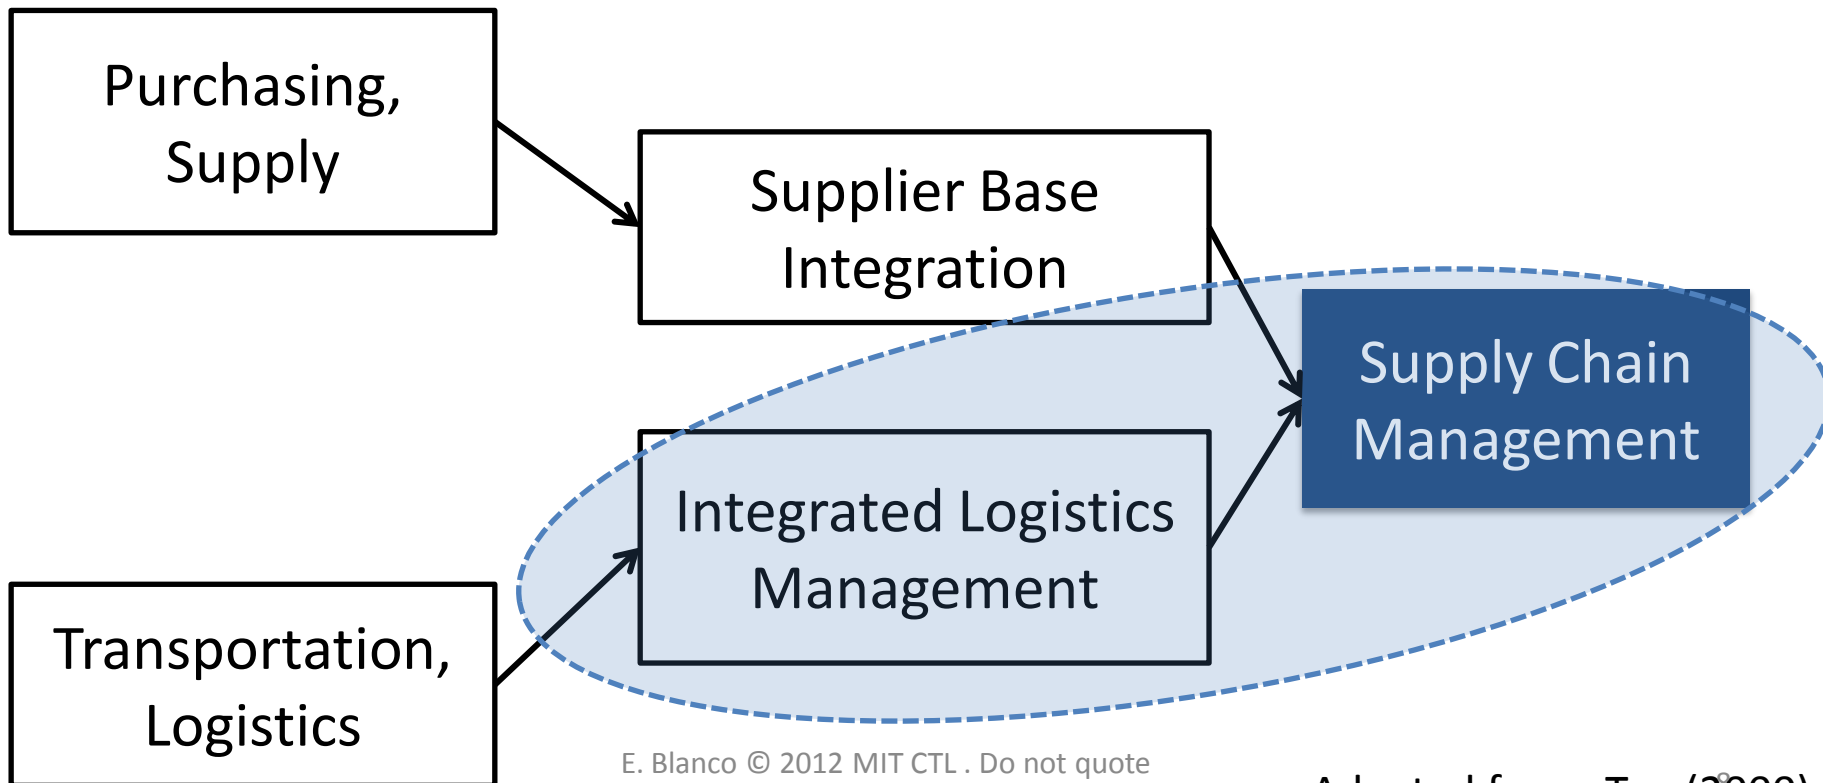 Purchasing,
Supply
Supplier Base
Integration
Supply Chain
Management
Integrated Logistics
Management
Transportation,
Logistics
E. Blanco © 2012 MIT CTL . Do not quote